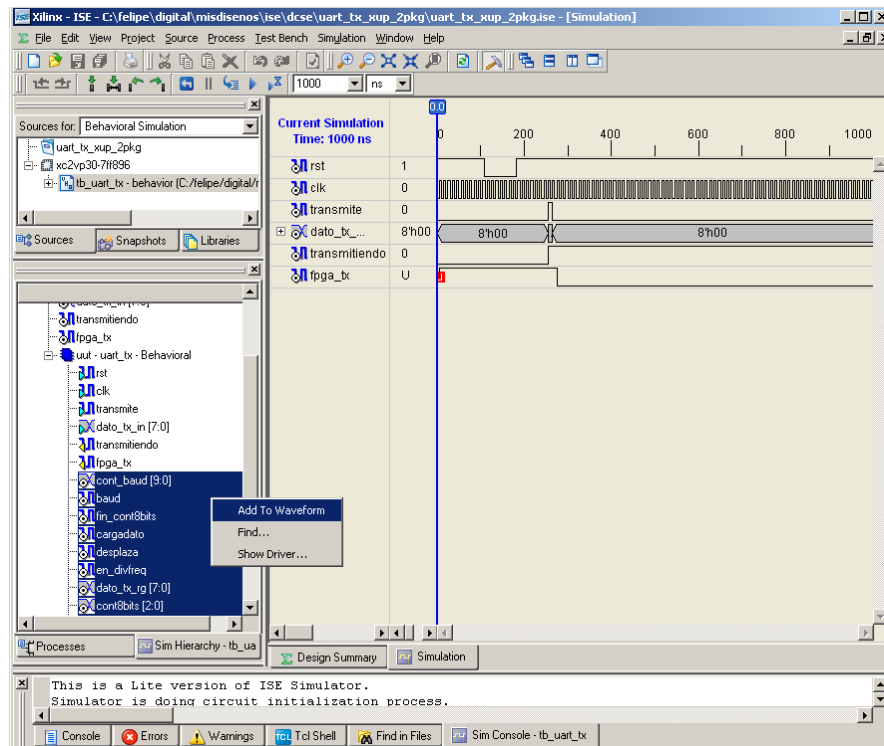 Xilinx - ISE - C:\felipe\digital\misdisenos\ise\dcse\uart_tx_xup_2pkg\uart_tx_xup_2pkg.ise - [Simulation]
File Edit View Project Source Process Test Bench Simulation Window Help
1000 ns
Sources for: Behavioral Simulation
uart_tx_xup_2pkg
xc2vp30-7ff896
tb_uart_tx - behavior (C:/felipe/digital/r
Sources Snapshots Libraries
transmitiendo
fpga_tx
uut - uart_tx - Behavioral
rst
clk
transmite
dato_tx_in [7:0]
transmitiendo
fpga_tx
cont_baud [9:0]
baud
fin_cont8bits
cargadato
desplaza
en_divfreq
dato_tx_rg [7:0]
cont8bits [2:0]
Add To Waveform
Find...
Show Driver...
Processes Sim Hierarchy - tb_ua
Current Simulation
Time: 1000 ns
0.0
0 200 400 600 800 1000
rst 1
clk 0
transmite 0
dato_tx_... 8'h00 8'h00 8'h00
transmitiendo 0
fpga_tx U
Design Summary Simulation
This is a Lite version of ISE Simulator.
Simulator is doing circuit initialization process.
Console Errors Warnings Tcl Shell Find in Files Sim Console - tb_uart_tx